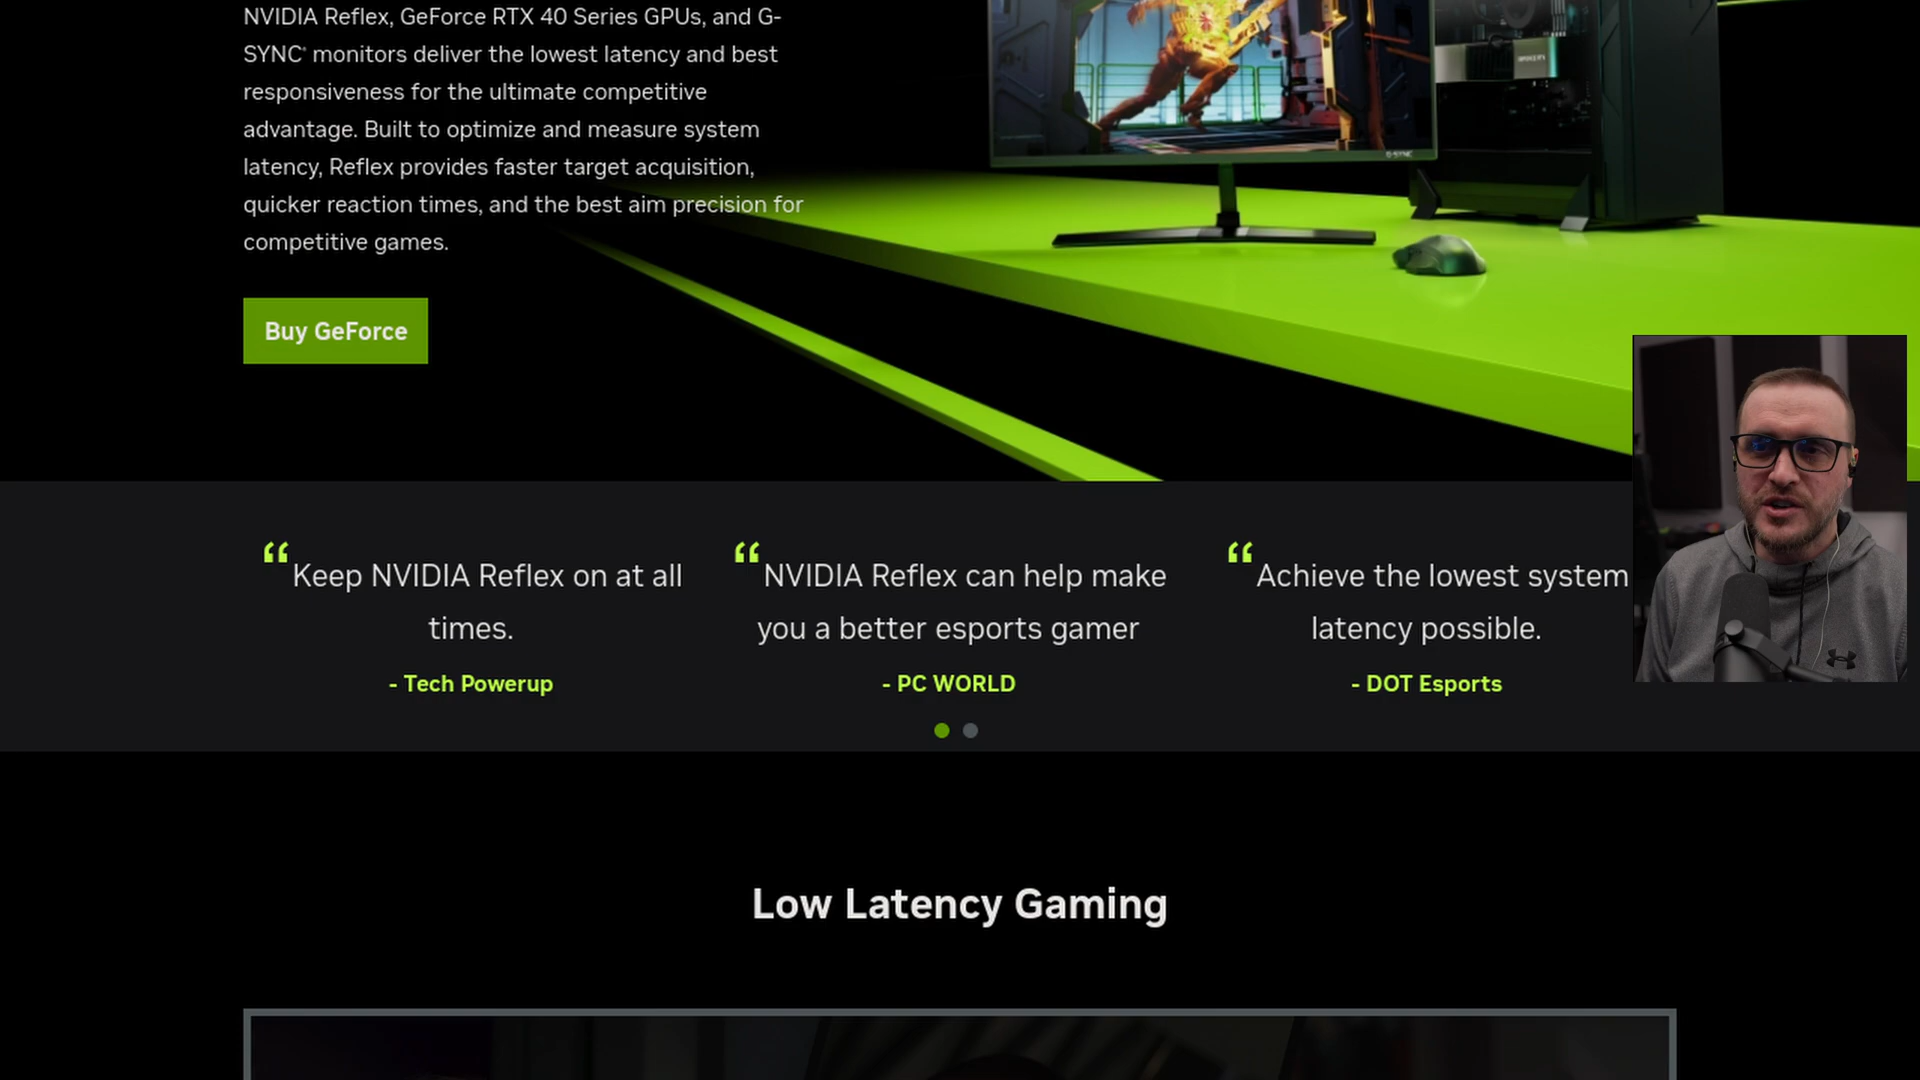 NVIDIA Reflex, GeForce RTX 40 Series GPUs, and G-
SYNC® monitors deliver the lowest latency and best
responsiveness for the ultimate competitive
advantage. Built to optimize and measure system
latency, Reflex provides faster target acquisition,
quicker reaction times, and the best aim precision for
competitive games.
Buy GeForce
G-SYNC
“Keep NVIDIA Reflex on at all
times.
- Tech Powerup
“NVIDIA Reflex can help make
you a better esports gamer
- PC WORLD
“Achieve the lowest system
latency possible.
- DOT Esports
Low Latency Gaming